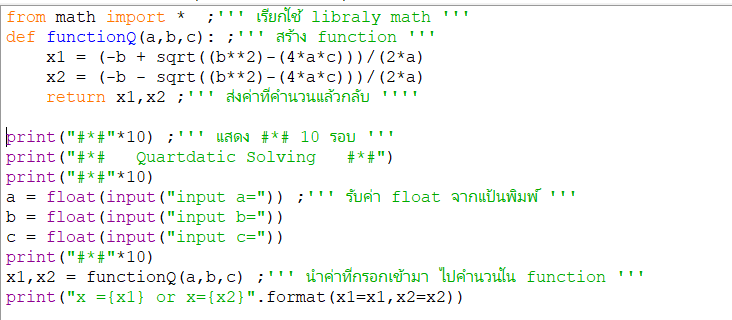 from math import *  ;''' เรียกใช้ libraly math '''
def functionQ(a,b,c): ;''' สร้าง function '''
    x1 = (-b + sqrt((b**2)-(4*a*c)))/(2*a)
    x2 = (-b - sqrt((b**2)-(4*a*c)))/(2*a)
    return x1,x2 ;''' ส่งค่าที่คำนวนแล้วกลับ ''''
print("#*#"*10) ;''' แสดง #*# 10 รอบ '''
print("#*#   Quartdatic Solving   #*#")
print("#*#"*10)
a = float(input("input a=")) ;''' รับค่า float จากแป้นพิมพ์ '''
b = float(input("input b="))
c = float(input("input c="))
print("#*#"*10)
x1,x2 = functionQ(a,b,c) ;''' นำค่าที่กรอกเข้ามา ไปคำนวนใน function '''
print("x ={x1} or x={x2}".format(x1=x1,x2=x2))